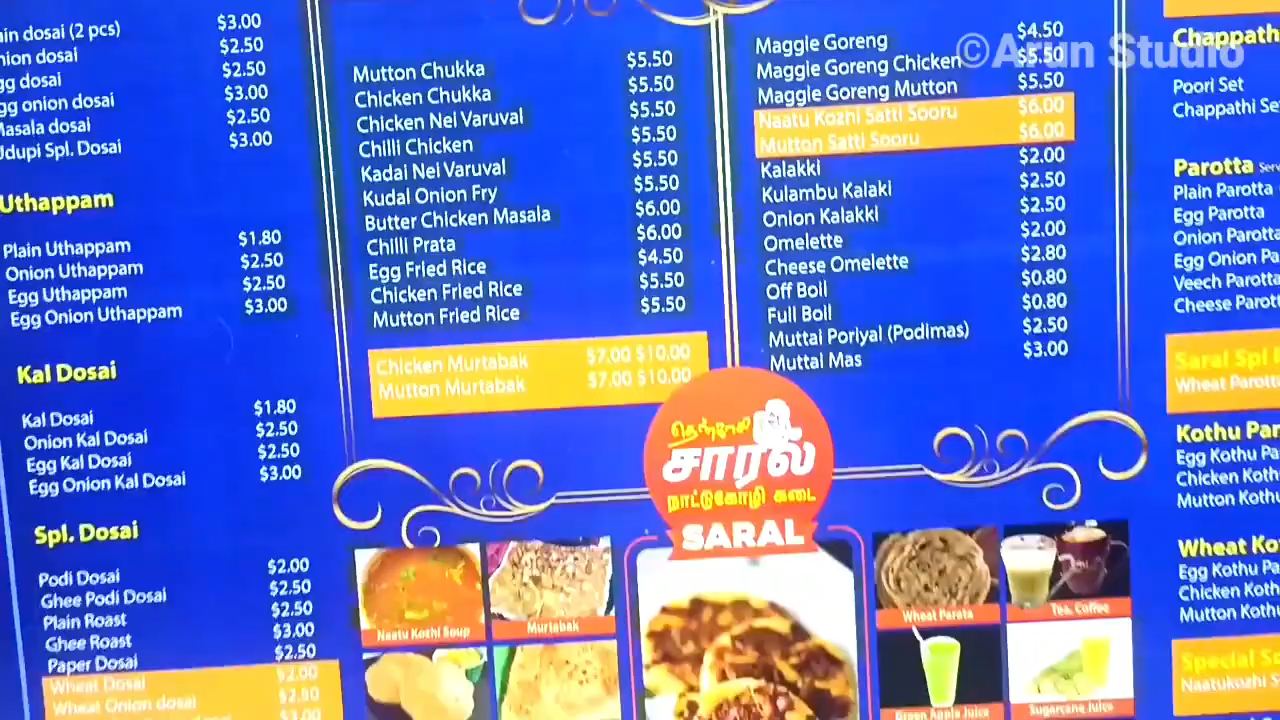 dosai (2 pcs) $3.00
dosai $2.50
dosai $2.50
onion dosai $3.00
Masala dosai $2.50
Udupi Spl. Dosai $3.00
Uthappam
Plain Uthappam $1.80
Onion Uthappam $2.50
Egg Uthappam $2.50
Egg Onion Uthappam $3.00
Kal Dosai
Kal Dosai $1.80
Onion Kal Dosai $2.50
Egg Kal Dosai $2.50
Egg Onion Kal Dosai $3.00
Spl. Dosai
Podi Dosai $2.00
Ghee Podi Dosai $2.50
Plain Roast $2.50
Ghee Roast $3.00
Paper Dosai $2.50
Wheat Dosai $2.00
Wheat Onion dosai $2.80
$3.00
Mutton Chukka $5.50
Chicken Chukka $5.50
Chicken Nei Varuval $5.50
Chilli Chicken $5.50
Kadai Nei Varuval $5.50
Kudal Onion Fry $5.50
Butter Chicken Masala $6.00
Chilli Prata $6.00
Egg Fried Rice $4.50
Chicken Fried Rice $5.50
Mutton Fried Rice $5.50
Chicken Murtabak $7.00 $10.00
Mutton Murtabak $7.00 $10.00
Maggie Goreng $4.50
Maggie Goreng Chicken $5.50
Maggie Goreng Mutton $5.50
Naatu Kozhi Satti Sooru $6.00
Mutton Satti Sooru $6.00
Kalakki $2.00
Kulambu Kalaki $2.50
Onion Kalakki $2.50
Omelette $2.00
Cheese Omelette $2.80
Off Boil $0.80
Full Boil $0.80
Muttai Poriyal (Podimas) $2.50
Muttai Mas $3.00
©Arun Studio
தென்காசி
சாரல்
நாட்டுகோழி கடை
SARAL
Naatu Kozhi Soup
Murtabak
Wheat Parata
Tea, Coffee
Green Apple Juice
Sugarcane Juice
Chappath
Poori Set
Chappathi Se
Parotta
Plain Parotta
Egg Parotta
Onion Parotta
Egg Onion Pa
Veech Parotta
Cheese Parot
Saral Spl
Wheat Parotta
Kothu Par
Egg Kothu Pa
Chicken Koth
Mutton Koth
Wheat Ko
Egg Kothu Pa
Chicken Koth
Mutton Kothu
Special So
Naatukozhi S